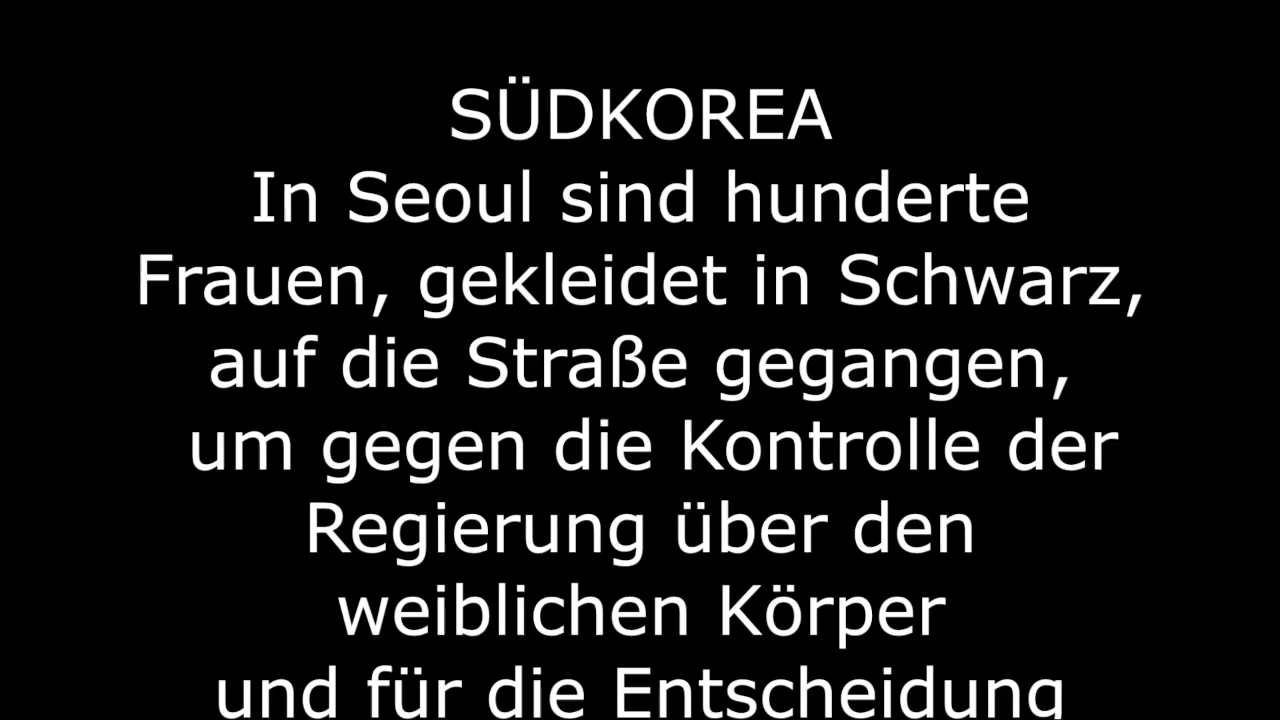 SÜDKOREA
In Seoul sind hunderte
Frauen, gekleidet in Schwarz,
auf die Straße gegangen,
um gegen die Kontrolle der
Regierung über den
weiblichen Körper
und für die Entscheidung